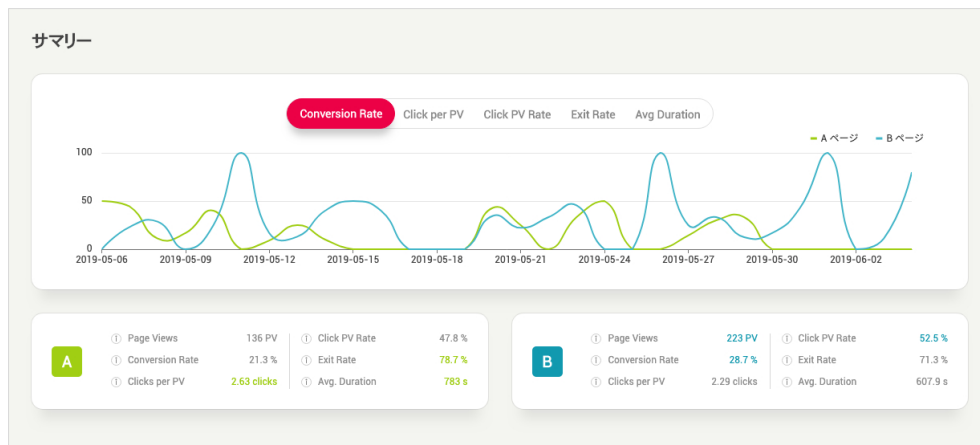 サマリー
Conversion Rate Click per PV Click PV Rate Exit Rate Avg Duration
A ページ B ページ
100
50
0
2019-05-06 2019-05-09 2019-05-12 2019-05-15 2019-05-18 2019-05-21 2019-05-24 2019-05-27 2019-05-30 2019-06-02
A
Page Views 136 PV
Conversion Rate 21.3 %
Clicks per PV 2.63 clicks
Click PV Rate 47.8 %
Exit Rate 78.7 %
Avg. Duration 783 s
B
Page Views 223 PV
Conversion Rate 28.7 %
Clicks per PV 2.29 clicks
Click PV Rate 52.5 %
Exit Rate 71.3 %
Avg. Duration 607.9 s